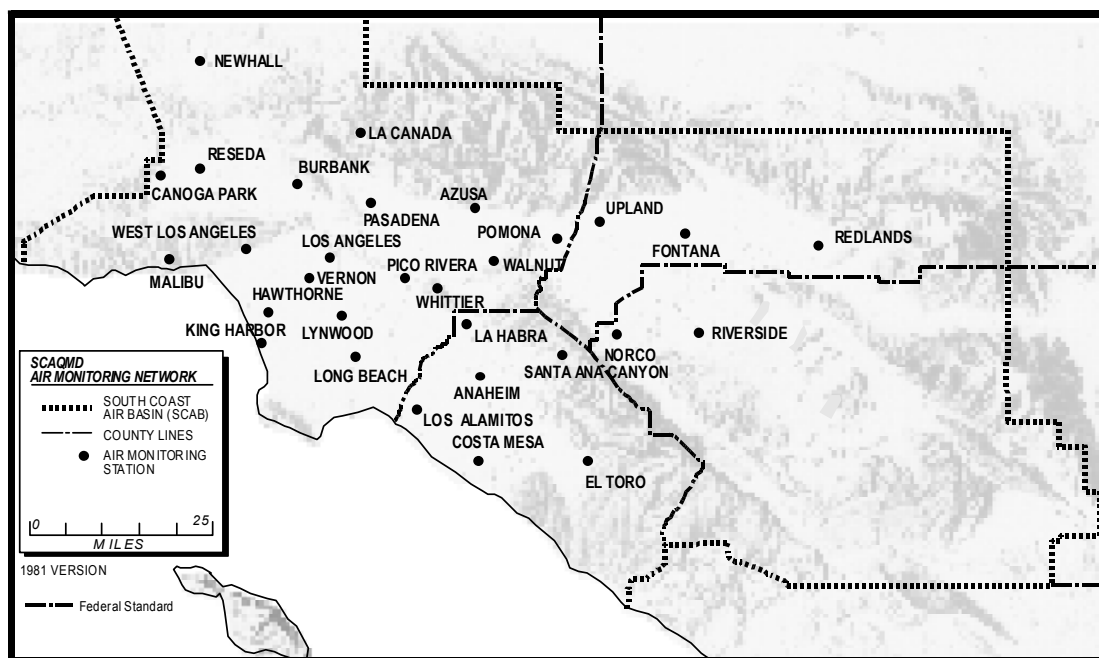 NEWHALL
LA CANADA
RESEDA
BURBANK
CANOGA PARK
AZUSA
PASADENA
UPLAND
WEST LOS ANGELES
LOS ANGELES
POMONA
FONTANA
REDLANDS
MALIBU
VERNON
PICO RIVERA
WALNUT
HAWTHORNE
WHITTIER
KING HARBOR
LYNWOOD
LA HABRA
NORCO
RIVERSIDE
LONG BEACH
SANTA ANA CANYON
ANAHEIM
LOS ALAMITOS
COSTA MESA
EL TORO
SCAQMD
AIR MONITORING NETWORK
SOUTH COAST
AIR BASIN (SCAB)
COUNTY LINES
AIR MONITORING
STATION
0 25
MILES
1981 VERSION
Federal Standard